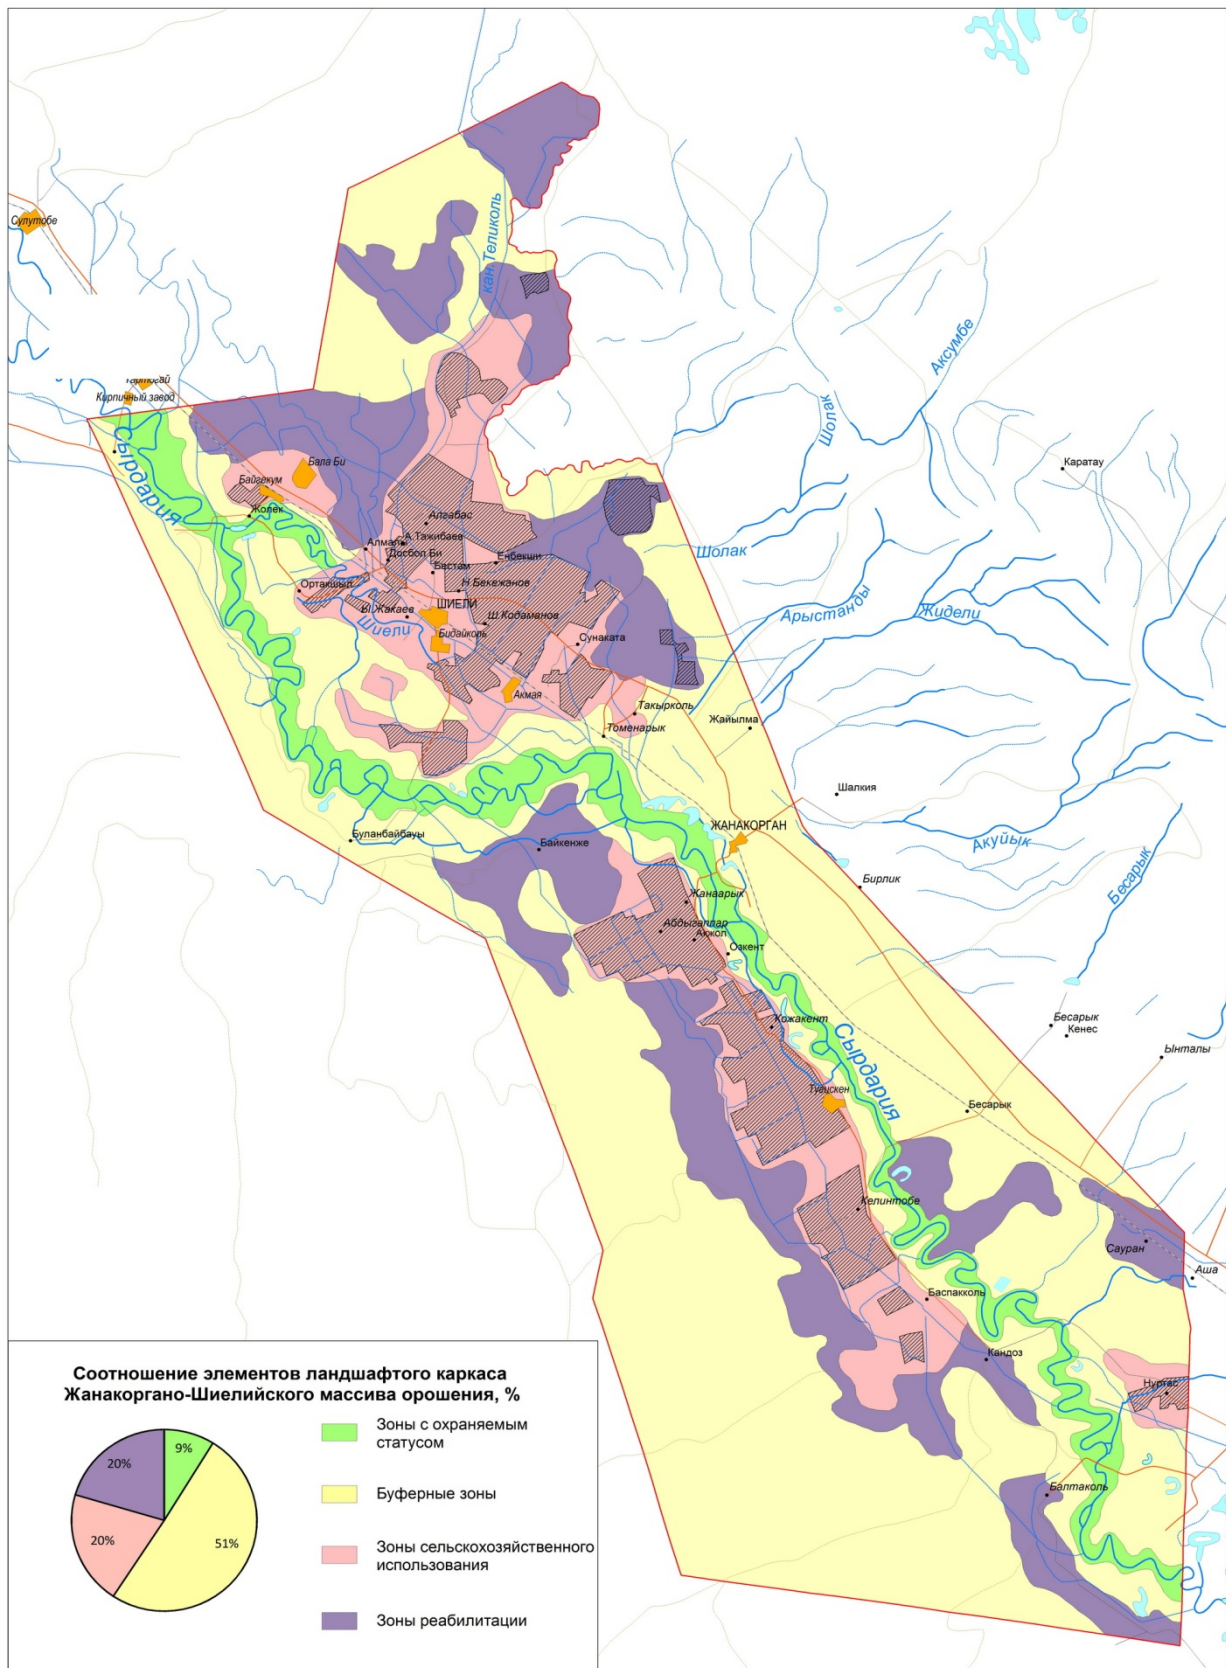 кан. Теликоль
Сулутобе
Аксумбе
Кирпичный завод
Шолак
Сырдария
Бала Би
Каратау
Байгекум
Жолек
Алгабас
А.Тажибаев
Шолак
Досбол Би
Енбекши
Бестам
Ортакшыл
Н.Бекежанов
Арыстанды
Жидели
ШИЕЛИ
Ы.Жакаев
Шиели
Ш.Кодаманов
Бидайколь
Сунаката
Акмая
Такырколь
Жайылма
Томенарык
Шалкия
ЖАНАКОРГАН
Буланбайбауы
Байкенже
Акуйык
Бирлик
Бесарык
Жанаарык
Абдыгаппар
Акжол
Озкент
Кожакент
Сырдария
Бесарык
Кенес
Ынталы
Тугискен
Бесарык
Келинтобе
Сауран
Аша
Баспакколь
Кандоз
Нуртас
Балтаколь
Соотношение элементов ландшафтого каркаса
Жанакоргано-Шиелийского массива орошения, %
9%
51%
20%
20%
Зоны с охраняемым
статусом
Буферные зоны
Зоны сельскохозяйственного
использования
Зоны реабилитации